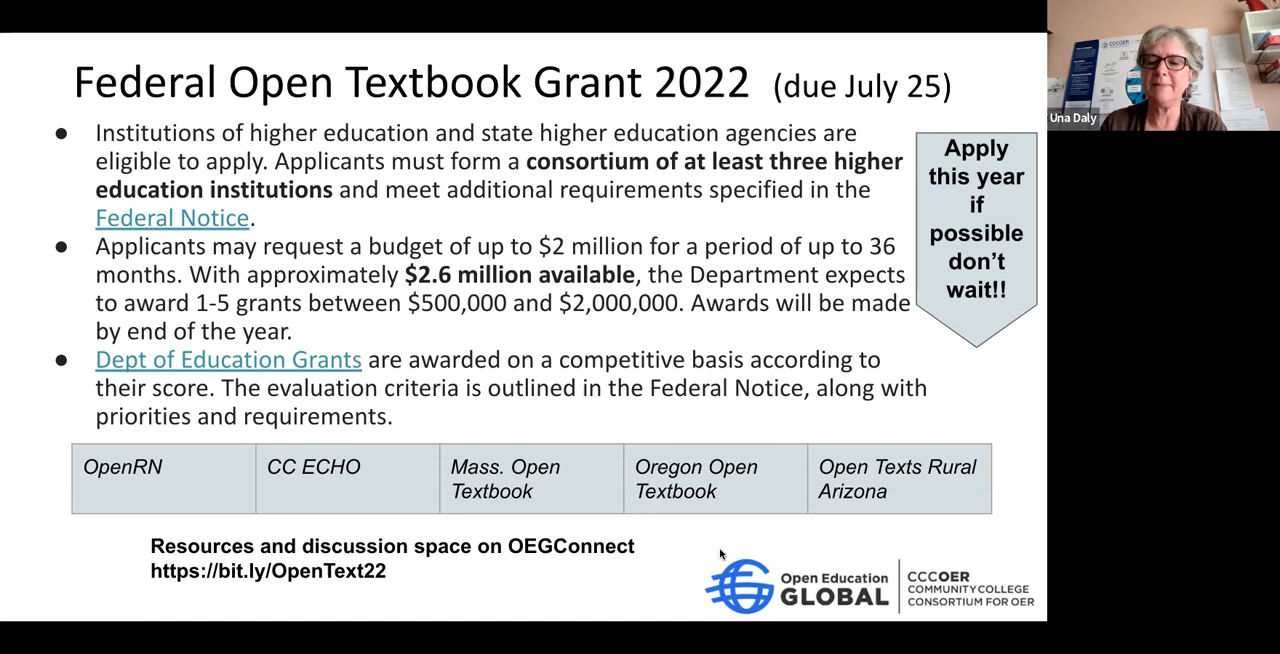 Federal Open Textbook Grant 2022 (due July 25)
● Institutions of higher education and state higher education agencies are
eligible to apply. Applicants must form a consortium of at least three higher
education institutions and meet additional requirements specified in the
Federal Notice.
● Applicants may request a budget of up to $2 million for a period of up to 36
months. With approximately $2.6 million available, the Department expects
to award 1-5 grants between $500,000 and $2,000,000. Awards will be made
by end of the year.
● Dept of Education Grants are awarded on a competitive basis according to
their score. The evaluation criteria is outlined in the Federal Notice, along with
priorities and requirements.
Apply
this year
if
possible
don’t
wait!!
OpenRN
CC ECHO
Mass. Open
Textbook
Oregon Open
Textbook
Open Texts Rural
Arizona
Resources and discussion space on OEGConnect
https://bit.ly/OpenText22
Open Education
GLOBAL
CCCOER
COMMUNITY COLLEGE
CONSORTIUM FOR OER
CCCOER
Una Daly